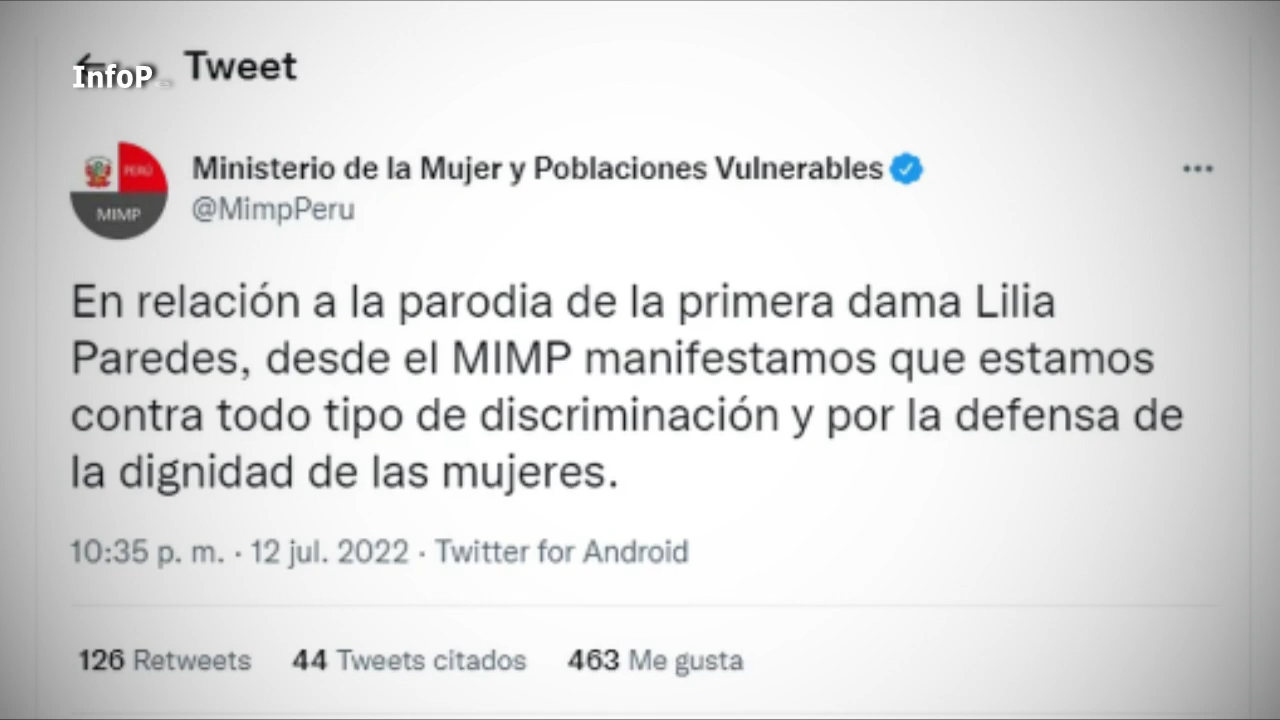 InfoP
Tweet
PERÚ
MIMP
Ministerio de la Mujer y Poblaciones Vulnerables
@MimpPeru
En relación a la parodia de la primera dama Lilia
Paredes, desde el MIMP manifestamos que estamos
contra todo tipo de discriminación y por la defensa de
la dignidad de las mujeres.
10:35 p. m. · 12 jul. 2022 · Twitter for Android
126 Retweets 44 Tweets citados 463 Me gusta